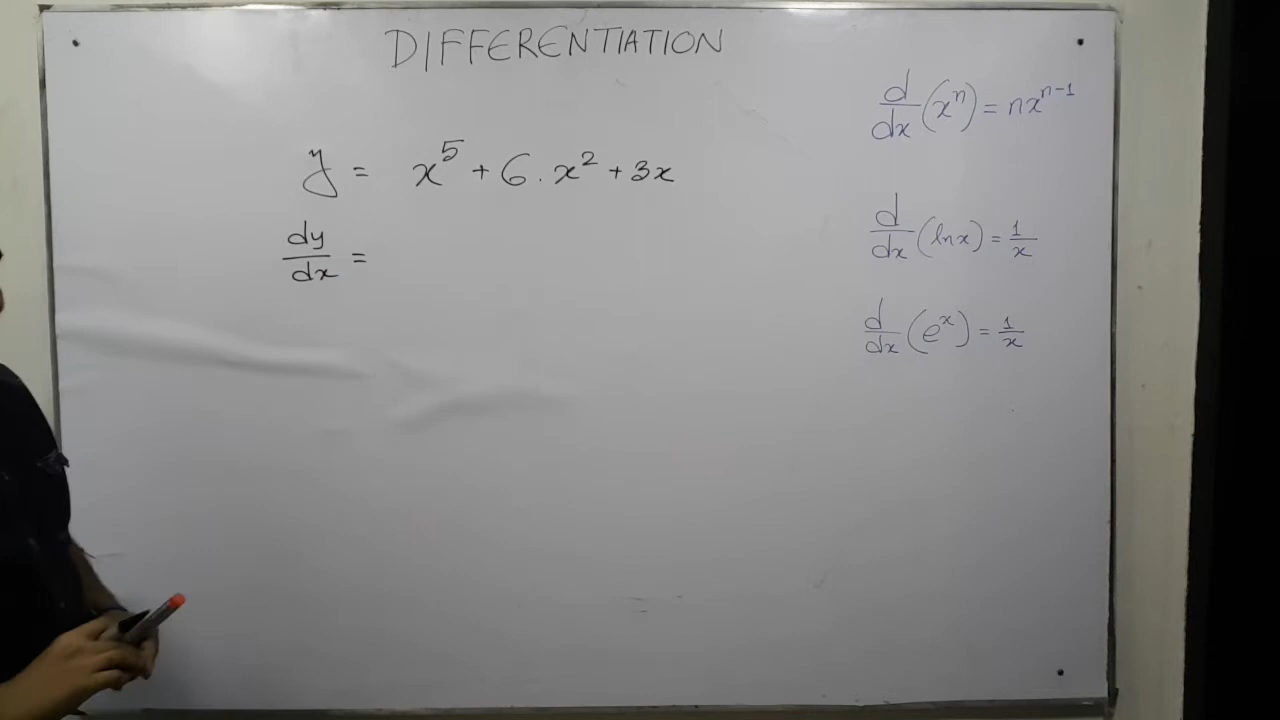 DIFFERENTIATION
y = x^5 + 6 . x^2 + 3x
dy/dx =
d/dx (x^n) = nx^{n-1}
d/dx (ln x) = 1/x
d/dx (e^x) = 1/x